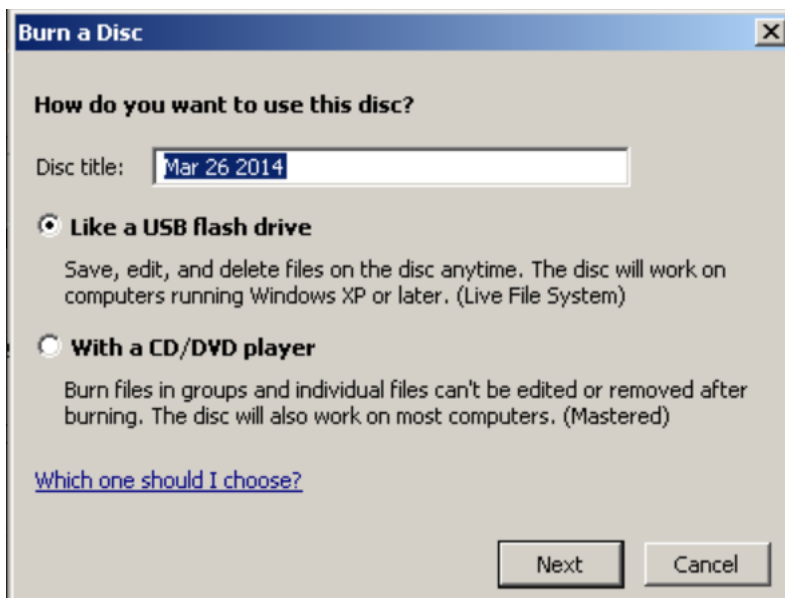 Burn a Disc
How do you want to use this disc?
Disc title: Mar 26 2014
Like a USB flash drive
Save, edit, and delete files on the disc anytime. The disc will work on
computers running Windows XP or later. (Live File System)
With a CD/DVD player
Burn files in groups and individual files can't be edited or removed after
burning. The disc will also work on most computers. (Mastered)
Which one should I choose?
Next Cancel